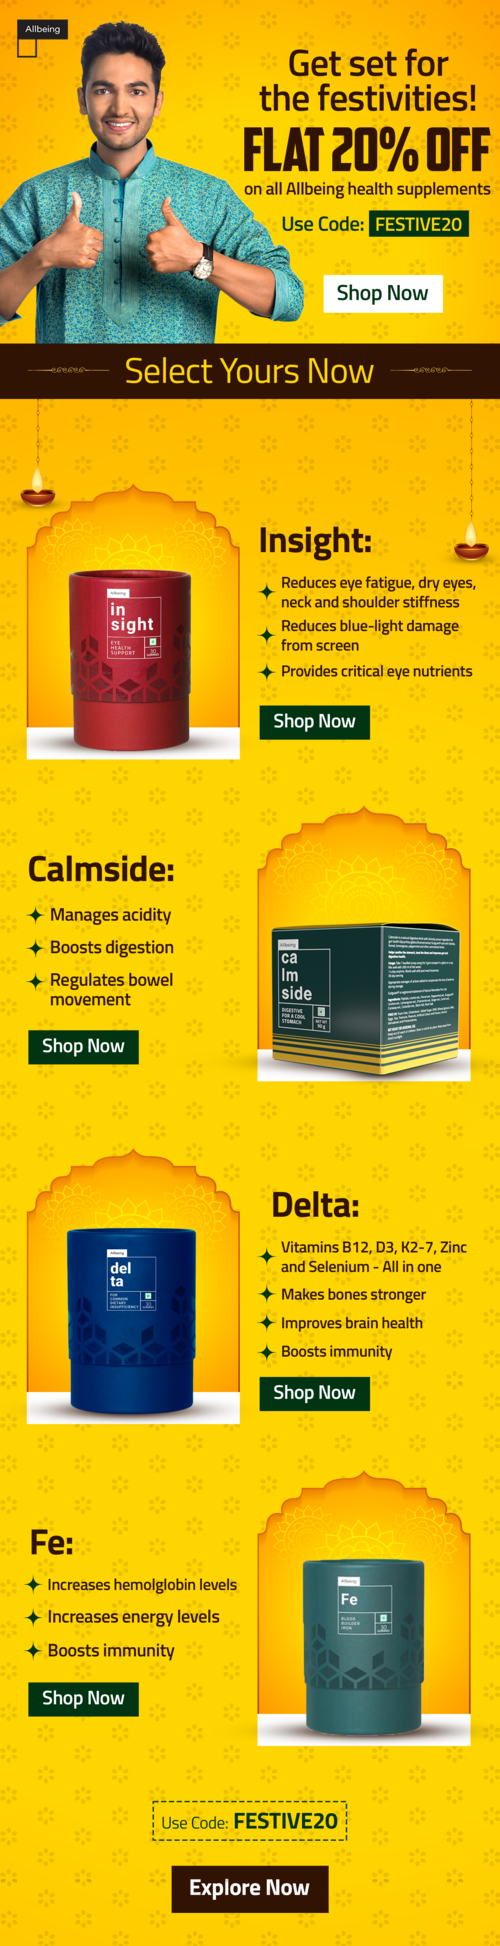 Allbeing
Get set for
the festivities!
FLAT 20% OFF
on all Allbeing health supplements
Use Code: FESTIVE20
Shop Now
Select Yours Now
Insight:
Reduces eye fatigue, dry eyes,
neck and shoulder stiffness
Reduces blue-light damage
from screen
Provides critical eye nutrients
Shop Now
Allbeing
in
sight
EYE
HEALTH
SUPPORT
30
Calmside:
Manages acidity
Boosts digestion
Regulates bowel
movement
Shop Now
Allbeing
ca
lm
side
DIGESTIVE
FOR A COOL
STOMACH
NET WT
90 g
Delta:
Vitamins B12, D3, K2-7, Zinc
and Selenium - All in one
Makes bones stronger
Improves brain health
Boosts immunity
Shop Now
Allbeing
del
ta
FOR
COMMON
DIETARY
INSUFFICIENCY
30
Fe:
Increases hemolglobin levels
Increases energy levels
Boosts immunity
Shop Now
Allbeing
Fe
BLOOD
BUILDER
IRON
30
Use Code: FESTIVE20
Explore Now